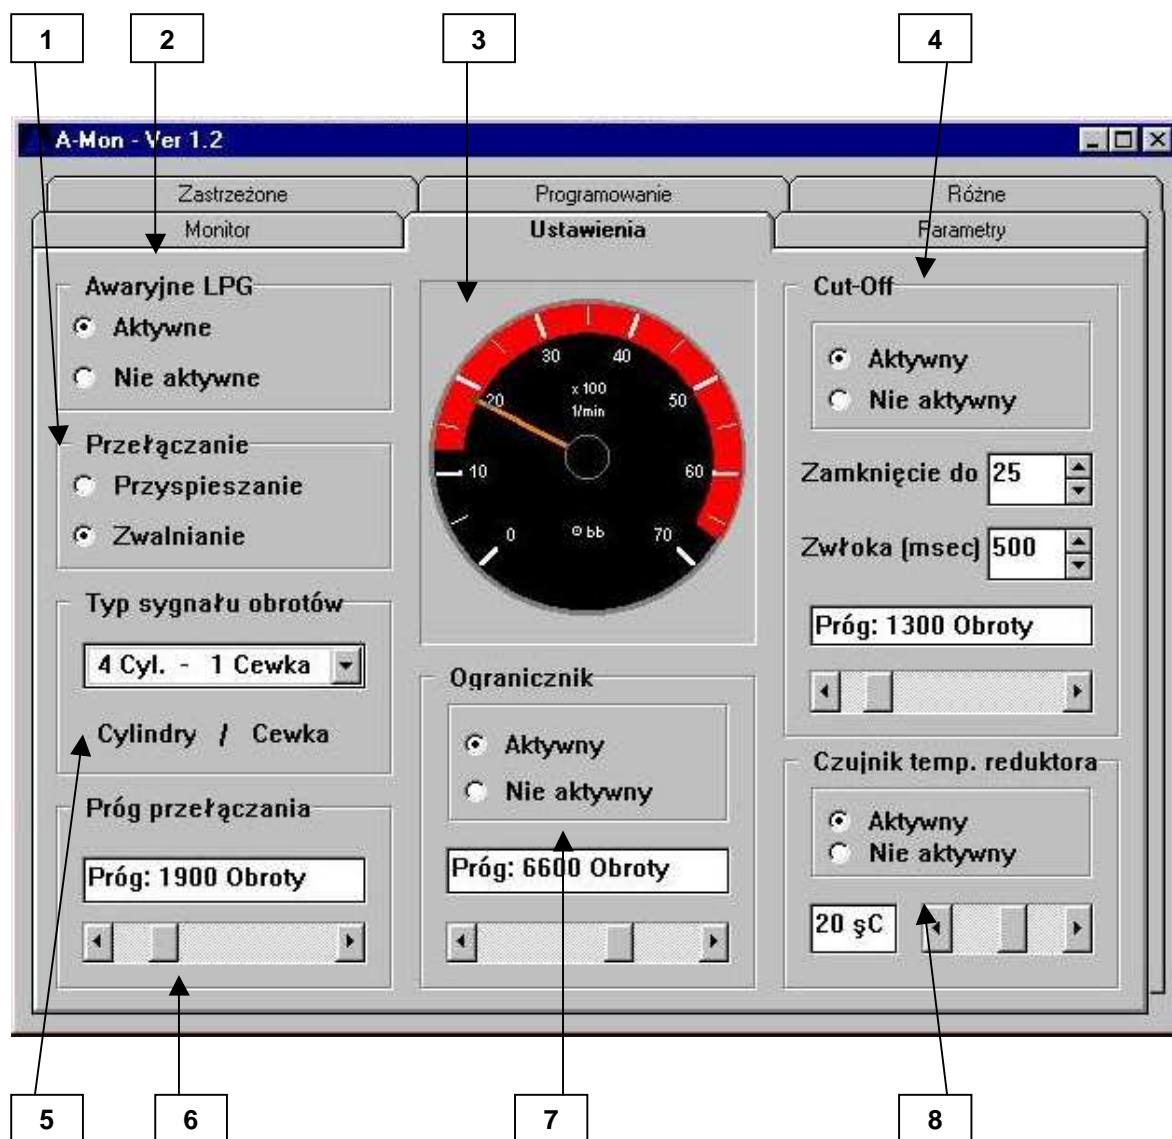 1
2
3
4
A-Mon - Ver 1.2
Zastrzeżone
Programowanie
Różne
Monitor
Ustawienia
Parametry
Awaryjne LPG
Aktywne
Nie aktywne
Przełączanie
Przyspieszanie
Zwalnianie
Typ sygnału obrotów
4 Cyl. - 1 Cewka
Cylindry / Cewka
Próg przełączania
Próg: 1900 Obroty
30
40
x 100
20
50
1/min
10
60
0
bb
70
Ogranicznik
Aktywny
Nie aktywny
Próg: 6600 Obroty
Cut-Off
Aktywny
Nie aktywny
Zamknięcie do 25
Zwłoka (msec) 500
Próg: 1300 Obroty
Czujnik temp. reduktora
Aktywny
Nie aktywny
20 şC
5
6
7
8